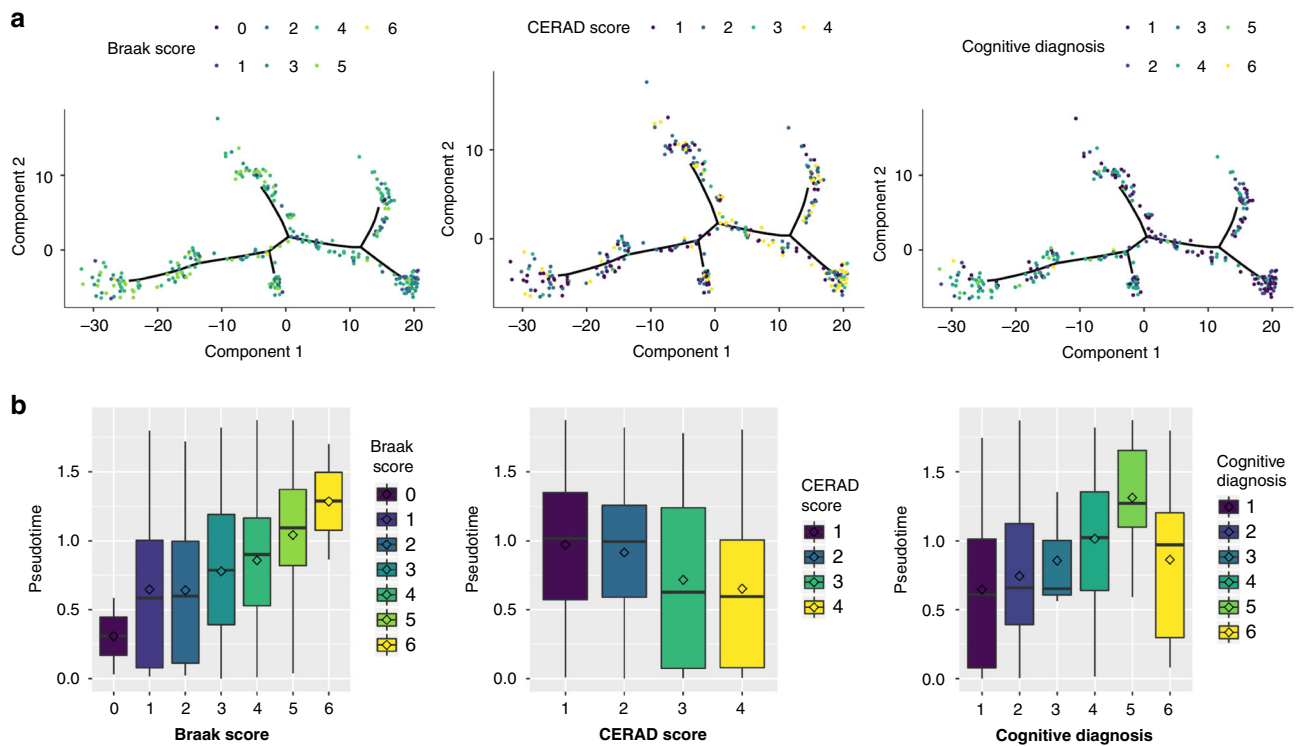 a
Braak score 0 2 4 6
1 3 5
CERAD score 1 2 3 4
Cognitive diagnosis 1 3 5
2 4 6
Component 2
10
0
−30 −20 −10 0 10 20
Component 1
Component 2
10
0
−30 −20 −10 0 10 20
Component 1
Component 2
10
0
−30 −20 −10 0 10 20
Component 1
b
Pseudotime
1.5
1.0
0.5
0.0
0 1 2 3 4 5 6
Braak score
Braak
score
0
1
2
3
4
5
6
Pseudotime
1.5
1.0
0.5
0.0
1 2 3 4
CERAD score
CERAD
score
1
2
3
4
Pseudotime
1.5
1.0
0.5
0.0
1 2 3 4 5 6
Cognitive diagnosis
Cognitive
diagnosis
1
2
3
4
5
6